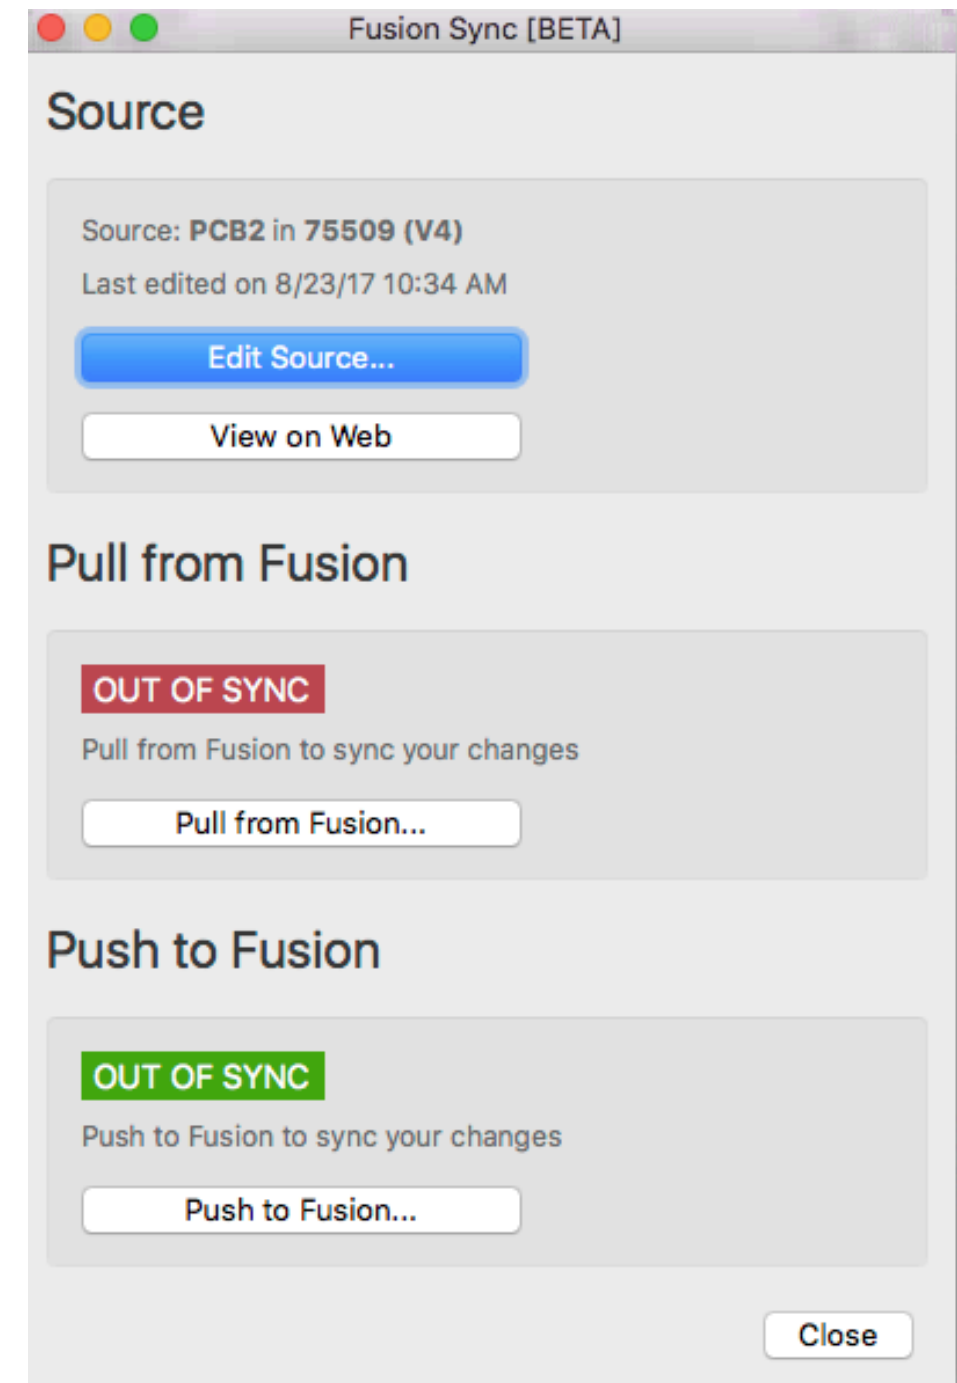 Fusion Sync [BETA]
Source
Source: PCB2 in 75509 (V4)
Last edited on 8/23/17 10:34 AM
Edit Source...
View on Web
Pull from Fusion
OUT OF SYNC
Pull from Fusion to sync your changes
Pull from Fusion...
Push to Fusion
OUT OF SYNC
Push to Fusion to sync your changes
Push to Fusion...
Close